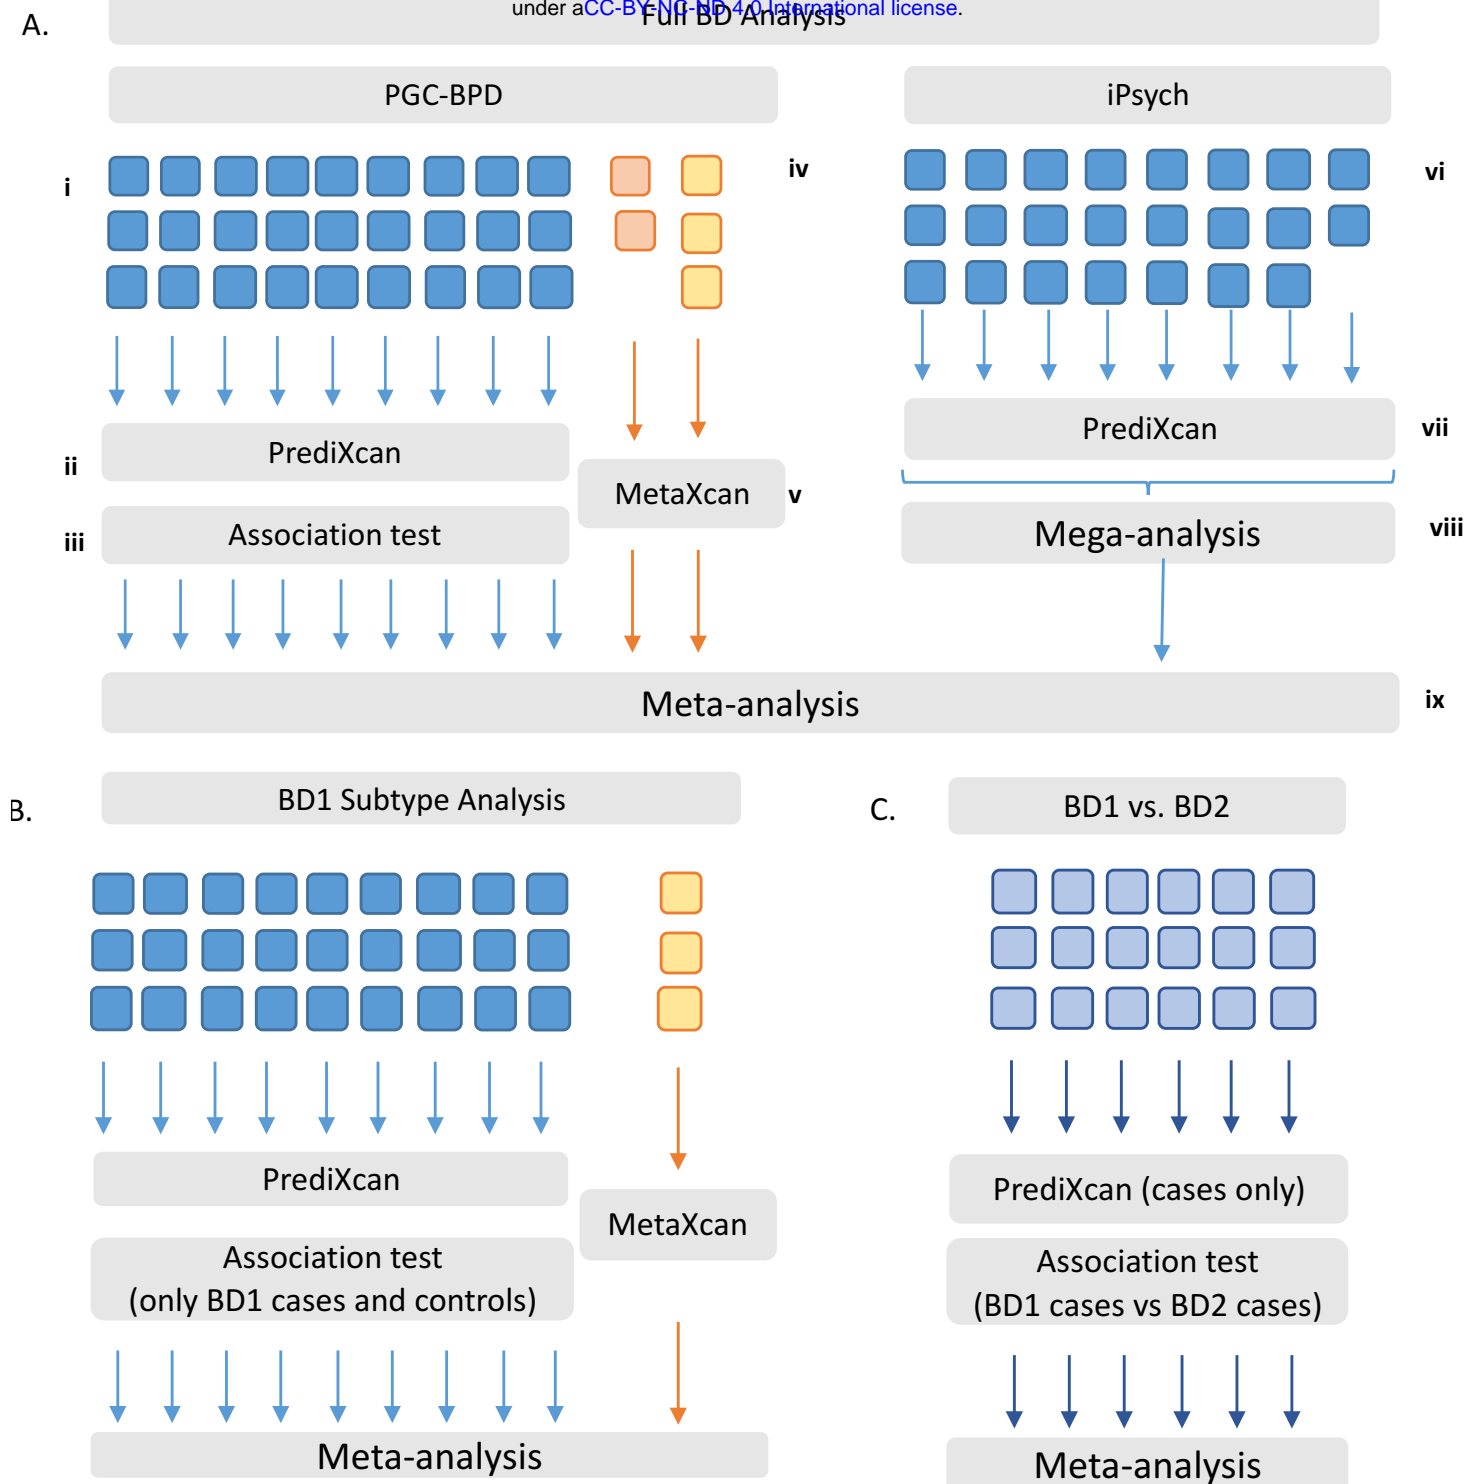 under aCC-BY-NC-ND 4.0 International license.
A.
Full BD Analysis
PGC-BPD
iPsych
i
iv
vi
PrediXcan
ii
MetaXcan
v
PrediXcan
vii
Association test
iii
Mega-analysis
viii
Meta-analysis
ix
B.
BD1 Subtype Analysis
PrediXcan
MetaXcan
Association test
(only BD1 cases and controls)
Meta-analysis
C.
BD1 vs. BD2
PrediXcan (cases only)
Association test
(BD1 cases vs BD2 cases)
Meta-analysis